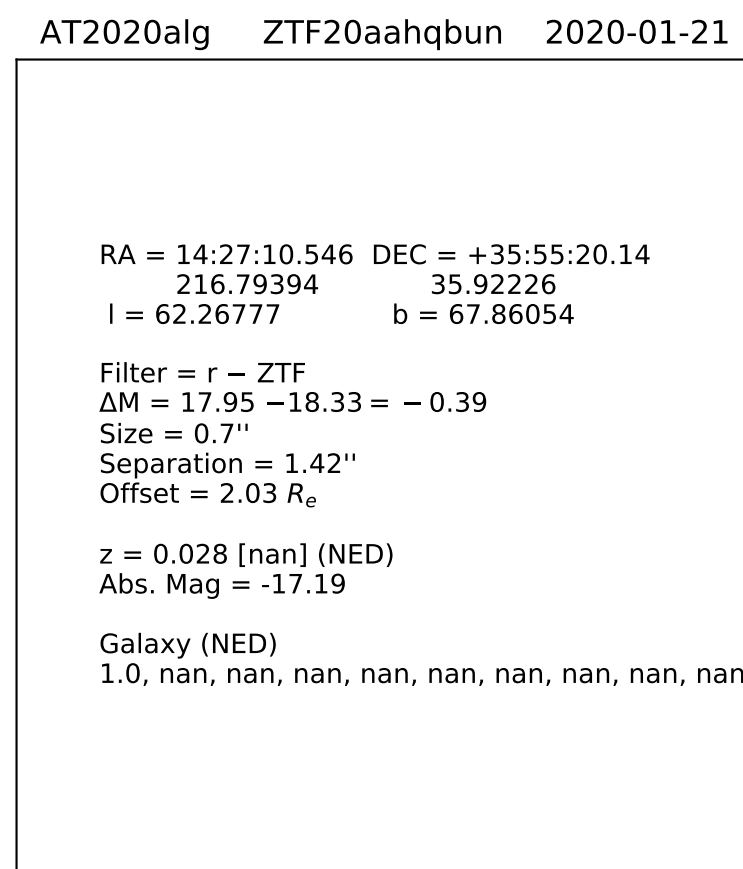 AT2020alg ZTF20aahqbun 2020-01-21
RA = 14:27:10.546 DEC = +35:55:20.14
216.79394 35.92226
l = 62.26777 b = 67.86054
Filter = r − ZTF
ΔM = 17.95 −18.33 = − 0.39
Size = 0.7''
Separation = 1.42''
Offset = 2.03 Rₑ
z = 0.028 [nan] (NED)
Abs. Mag = -17.19
Galaxy (NED)
1.0, nan, nan, nan, nan, nan, nan, nan, nan, nan